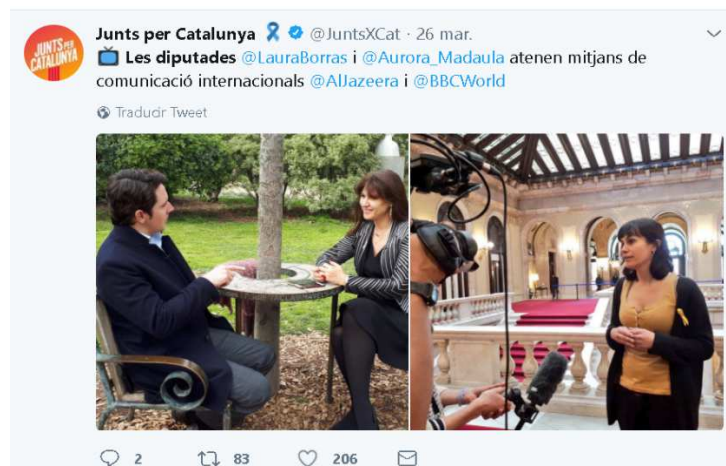 Junts per Catalunya @JuntsXCat · 26 mar.
Les diputades @LauraBorras i @Aurora_Madaula atenen mitjans de
comunicació internacionals @AlJazeera i @BBCWorld
Traducir Tweet
JUNTS PER
CATALUNYA
2 83 206